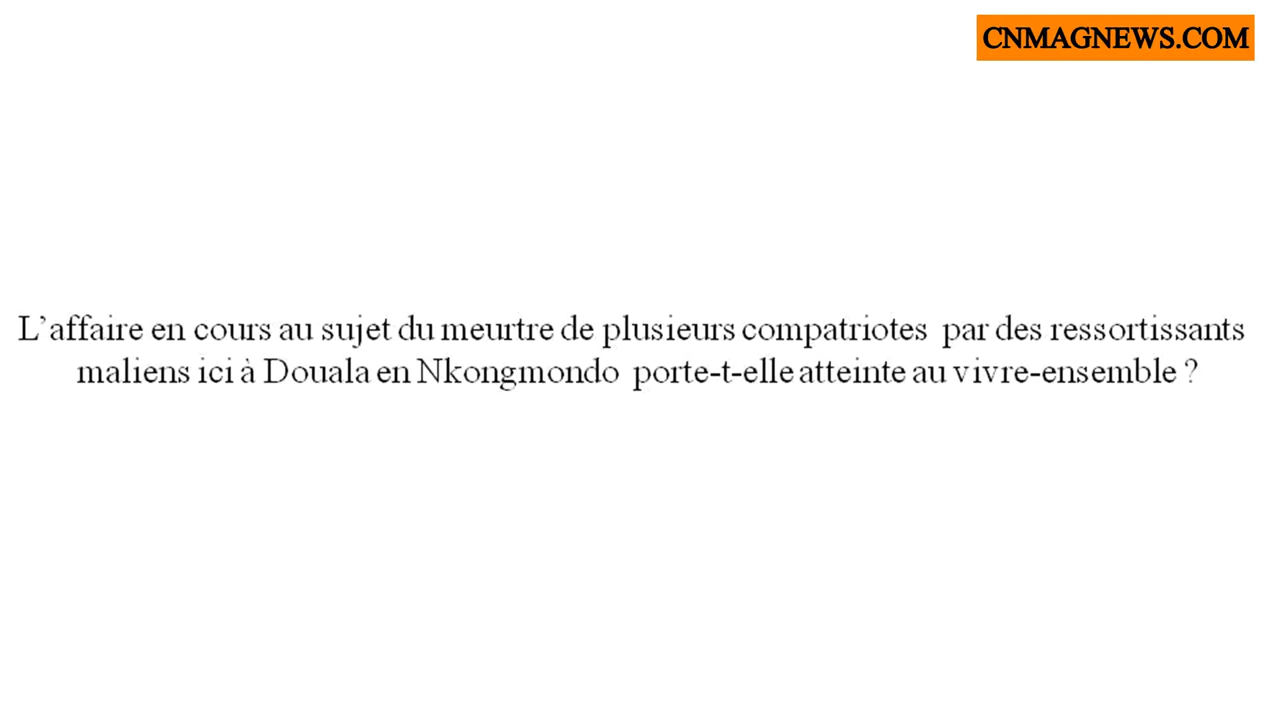 CNMAGNEWS.COM
L’affaire en cours au sujet du meurtre de plusieurs compatriotes par des ressortissants
maliens ici à Douala en Nkongmondo porte-t-elle atteinte au vivre-ensemble ?